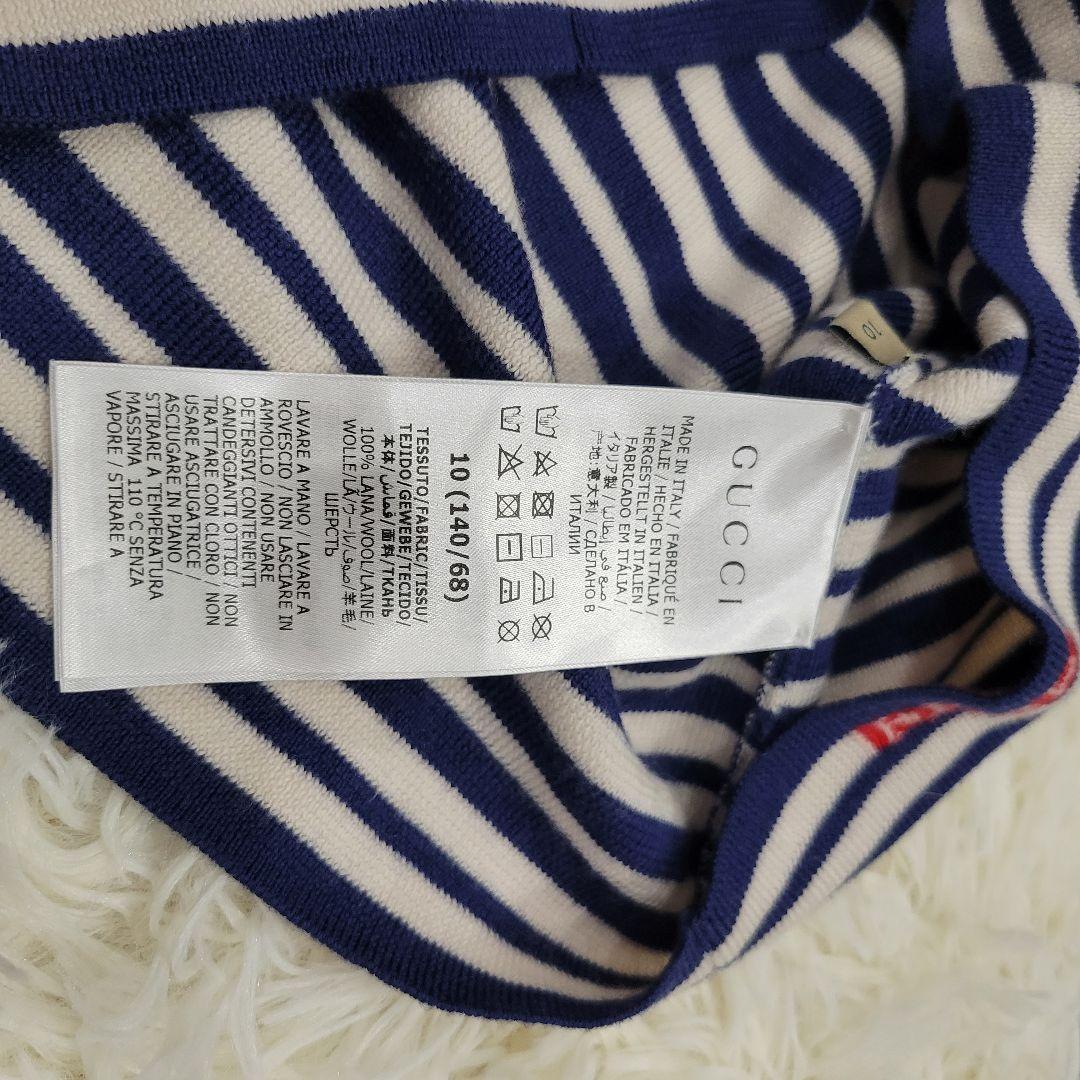 GUCCI
MADE IN ITALY / FABRIQUÉ EN
ITALIE / HECHO EN ITALIA /
HERGESTELLT IN ITALIEN /
FABRICADO EM ITÁLIA /
イタリア製 / صنع في إيطاليا /
产地:意大利 / СДЕЛАНО В
ИТАЛИИ
10 (140/68)
TESSUTO/FABRIC/TISSU/
TEJIDO/GEWEBE/TECIDO/
本体/قماش/面料/ТКАНЬ
100% LANA/WOOL/LAINE/
WOLLE/LÃ/ウール/صوف/羊毛/
ШЕРСТЬ
LAVARE A MANO / LAVARE A
ROVESCIO / NON LASCIARE IN
AMMOLLO / NON USARE
DETERSIVI CONTENENTI
CANDEGGIANTI OTTICI / NON
TRATTARE CON CLORO / NON
USARE ASCIUGATRICE /
ASCIUGARE IN PIANO /
STIRARE A TEMPERATURA
MASSIMA 110 °C SENZA
VAPORE / STIRARE A
10